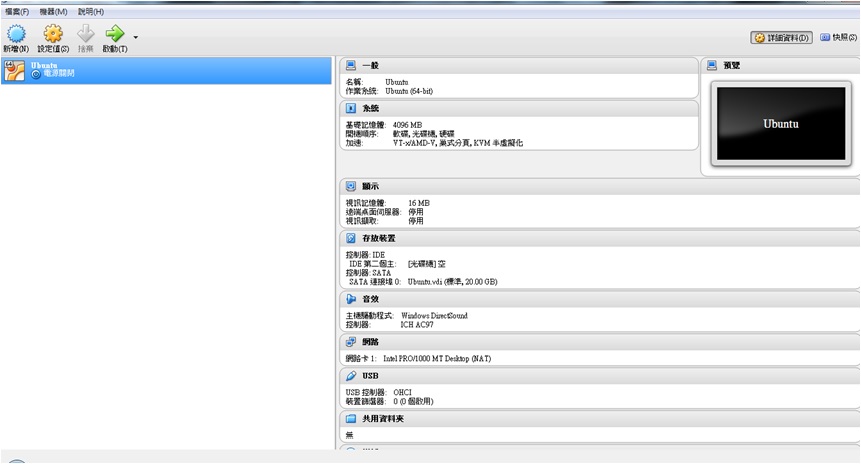 檔案(F) 機器(M) 說明(H)
新增(N) 設定值(S) 捨棄 啟動(T) 詳細資料(D) 快照(S)
Ubuntu
電源關閉
一般
名稱: Ubuntu
作業系統: Ubuntu (64-bit)
預覽
Ubuntu
系統
基礎記憶體: 4096 MB
開機順序: 軟碟, 光碟機, 硬碟
加速: VT-x/AMD-V, 巢式分頁, KVM 半虛擬化
顯示
視訊記憶體: 16 MB
遠端桌面伺服器: 停用
視訊擷取: 停用
存放裝置
控制器: IDE
IDE 第二個主: [光碟機] 空
控制器: SATA
SATA 連接埠 0: Ubuntu.vdi (標準, 20.00 GB)
音效
主機驅動程式: Windows DirectSound
控制器: ICH AC97
網路
網路卡 1: Intel PRO/1000 MT Desktop (NAT)
USB
USB 控制器: OHCI
裝置篩選器: 0 (0 個啟用)
共用資料夾
無